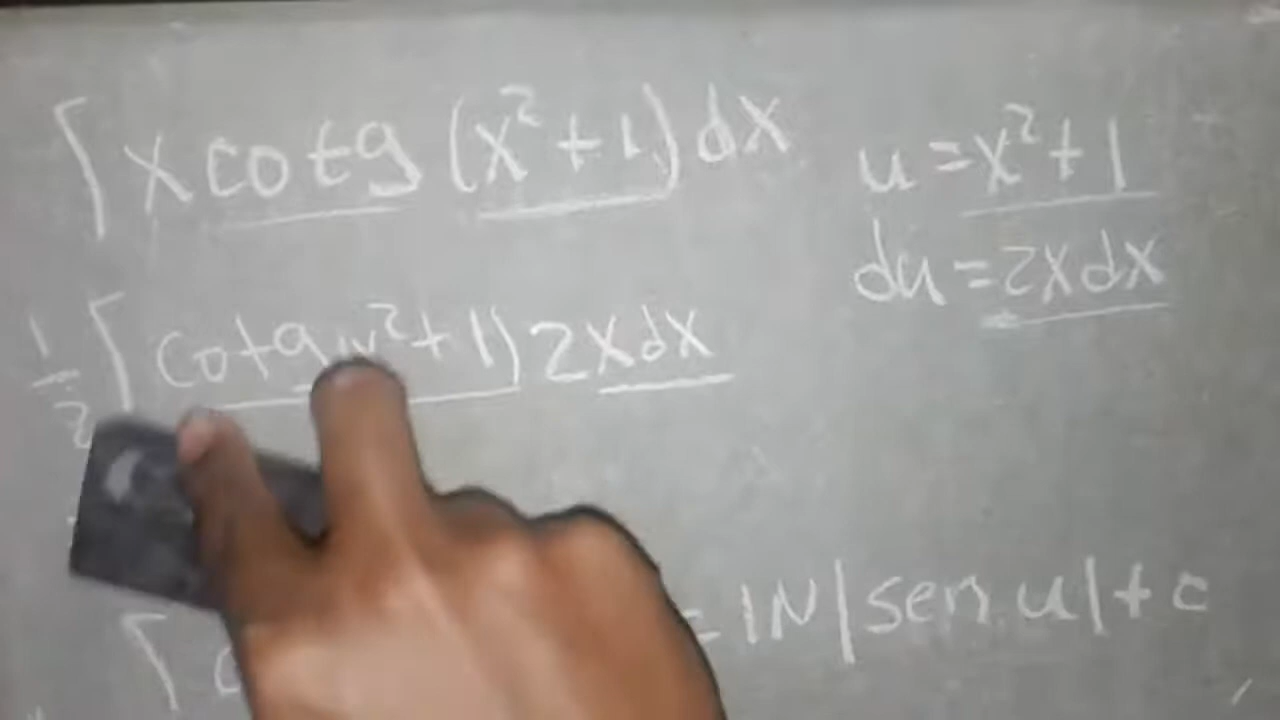 ∫ x cotg (x² + 1) dx
u = x² + 1
du = 2x dx
1/2 ∫ cotg x² + 1) 2x dx
∫ c = lN |sen u| + c